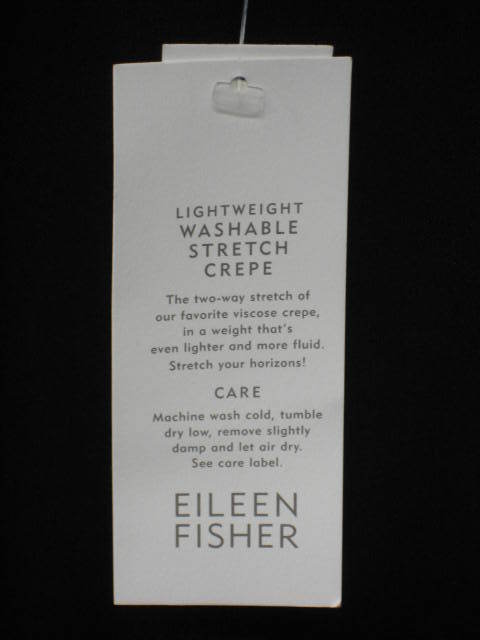 LIGHTWEIGHT
WASHABLE
STRETCH
CREPE
The two-way stretch of
our favorite viscose crepe,
in a weight that's
even lighter and more fluid.
Stretch your horizons!
CARE
Machine wash cold, tumble
dry low, remove slightly
damp and let air dry.
See care label.
EILEEN
FISHER